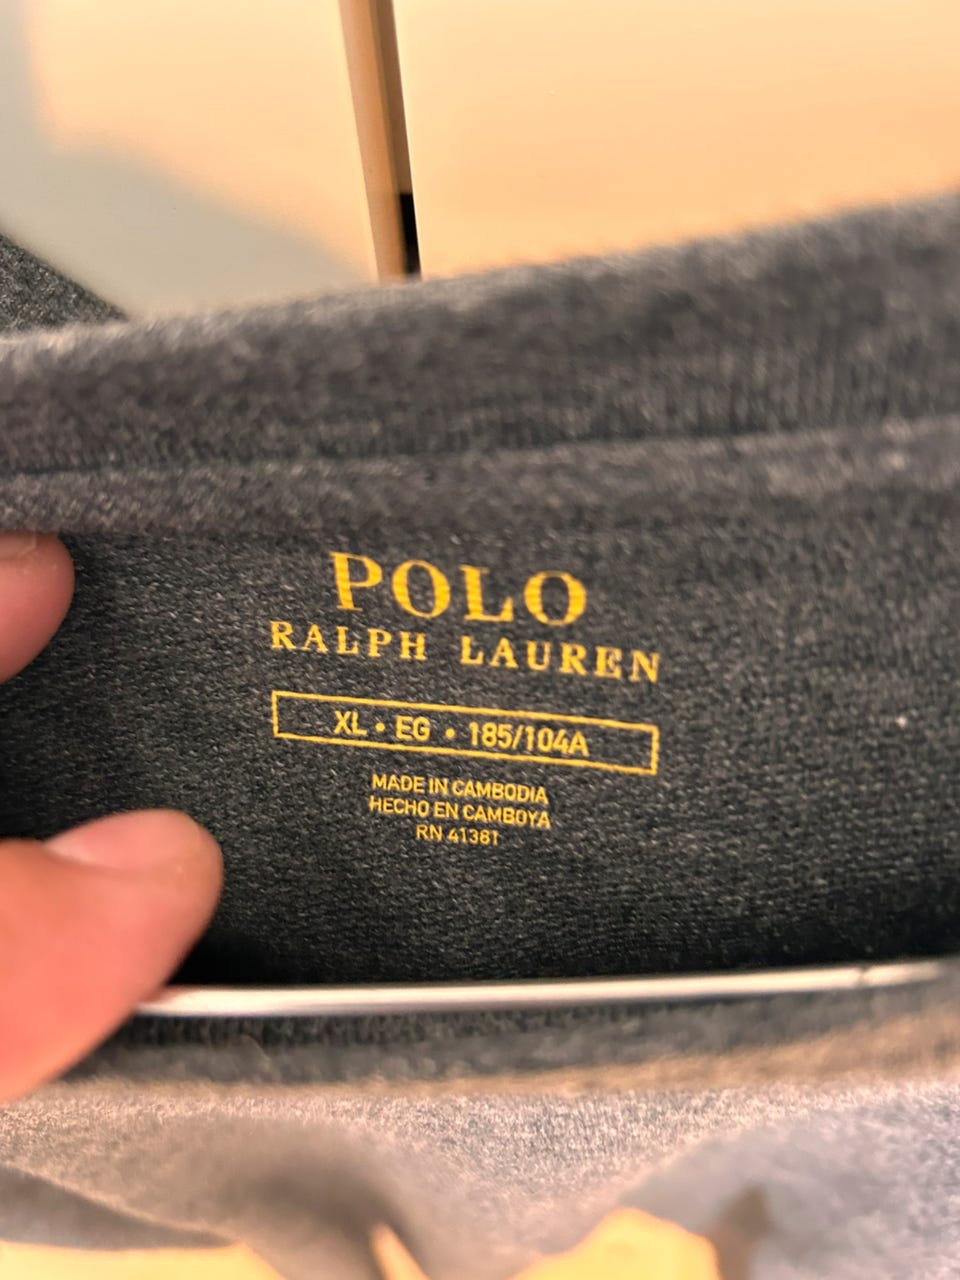 POLO
RALPH LAUREN
XL • EG • 185/104A
MADE IN CAMBODIA
HECHO EN CAMBOYA
RN 41381